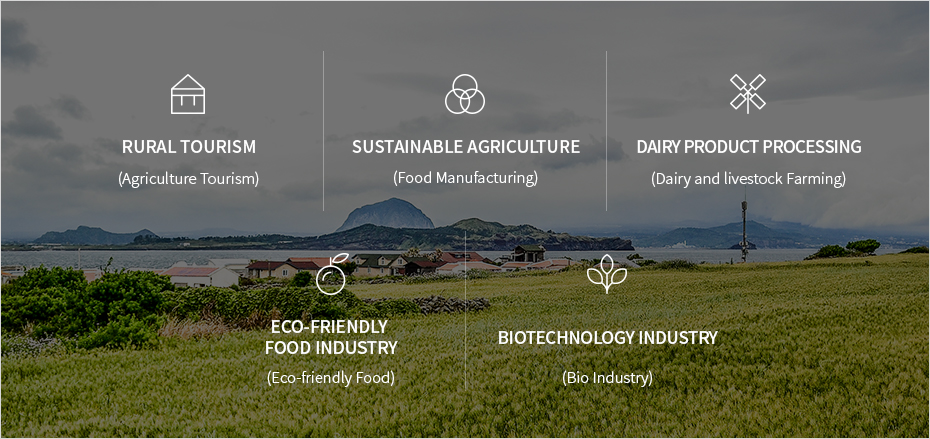 RURAL TOURISM
(Agriculture Tourism)
SUSTAINABLE AGRICULTURE
(Food Manufacturing)
DAIRY PRODUCT PROCESSING
(Dairy and livestock Farming)
ECO-FRIENDLY
FOOD INDUSTRY
(Eco-friendly Food)
BIOTECHNOLOGY INDUSTRY
(Bio Industry)